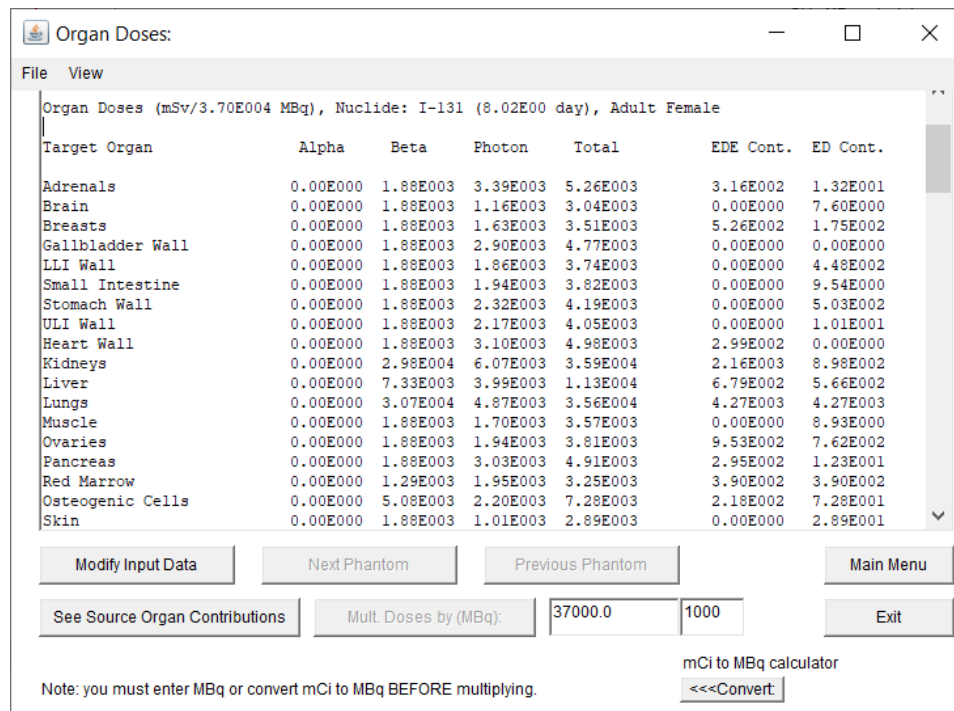 Organ Doses:
File View
Organ Doses (mSv/3.70E004 MBq), Nuclide: I-131 (8.02E00 day), Adult Female
Target Organ Alpha Beta Photon Total EDE Cont. ED Cont.
Adrenals 0.00E000 1.88E003 3.39E003 5.26E003 3.16E002 1.32E001
Brain 0.00E000 1.88E003 1.16E003 3.04E003 0.00E000 7.60E000
Breasts 0.00E000 1.88E003 1.63E003 3.51E003 5.26E002 1.75E002
Gallbladder Wall 0.00E000 1.88E003 2.90E003 4.77E003 0.00E000 0.00E000
LLI Wall 0.00E000 1.88E003 1.86E003 3.74E003 0.00E000 4.48E002
Small Intestine 0.00E000 1.88E003 1.94E003 3.82E003 0.00E000 9.54E000
Stomach Wall 0.00E000 1.88E003 2.32E003 4.19E003 0.00E000 5.03E002
ULI Wall 0.00E000 1.88E003 2.17E003 4.05E003 0.00E000 1.01E001
Heart Wall 0.00E000 1.88E003 3.10E003 4.98E003 2.99E002 0.00E000
Kidneys 0.00E000 2.98E004 6.07E003 3.59E004 2.16E003 8.98E002
Liver 0.00E000 7.33E003 3.99E003 1.13E004 6.79E002 5.66E002
Lungs 0.00E000 3.07E004 4.87E003 3.56E004 4.27E003 4.27E003
Muscle 0.00E000 1.88E003 1.70E003 3.57E003 0.00E000 8.93E000
Ovaries 0.00E000 1.88E003 1.94E003 3.81E003 9.53E002 7.62E002
Pancreas 0.00E000 1.88E003 3.03E003 4.91E003 2.95E002 1.23E001
Red Marrow 0.00E000 1.29E003 1.95E003 3.25E003 3.90E002 3.90E002
Osteogenic Cells 0.00E000 5.08E003 2.20E003 7.28E003 2.18E002 7.28E001
Skin 0.00E000 1.88E003 1.01E003 2.89E003 0.00E000 2.89E001
Modify Input Data Next Phantom Previous Phantom Main Menu
See Source Organ Contributions Mult. Doses by (MBq): 37000.0 1000 Exit
mCi to MBq calculator
Note: you must enter MBq or convert mCi to MBq BEFORE multiplying. <<<Convert: